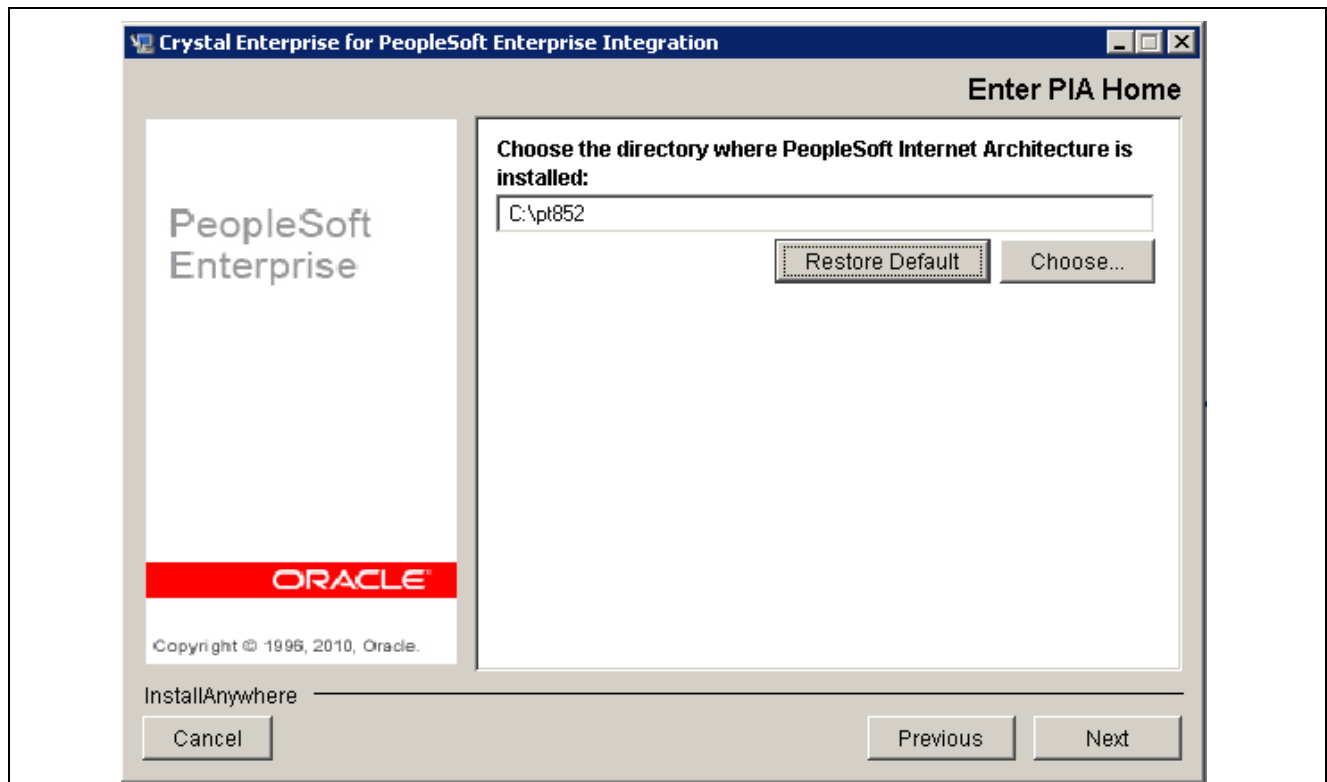 Crystal Enterprise for PeopleSoft Enterprise Integration
Enter PIA Home
Choose the directory where PeopleSoft Internet Architecture is
installed:
C:\pt852
Restore Default
Choose...
PeopleSoft
Enterprise
ORACLE
Copyright © 1996, 2010, Oracle.
InstallAnywhere
Cancel
Previous
Next